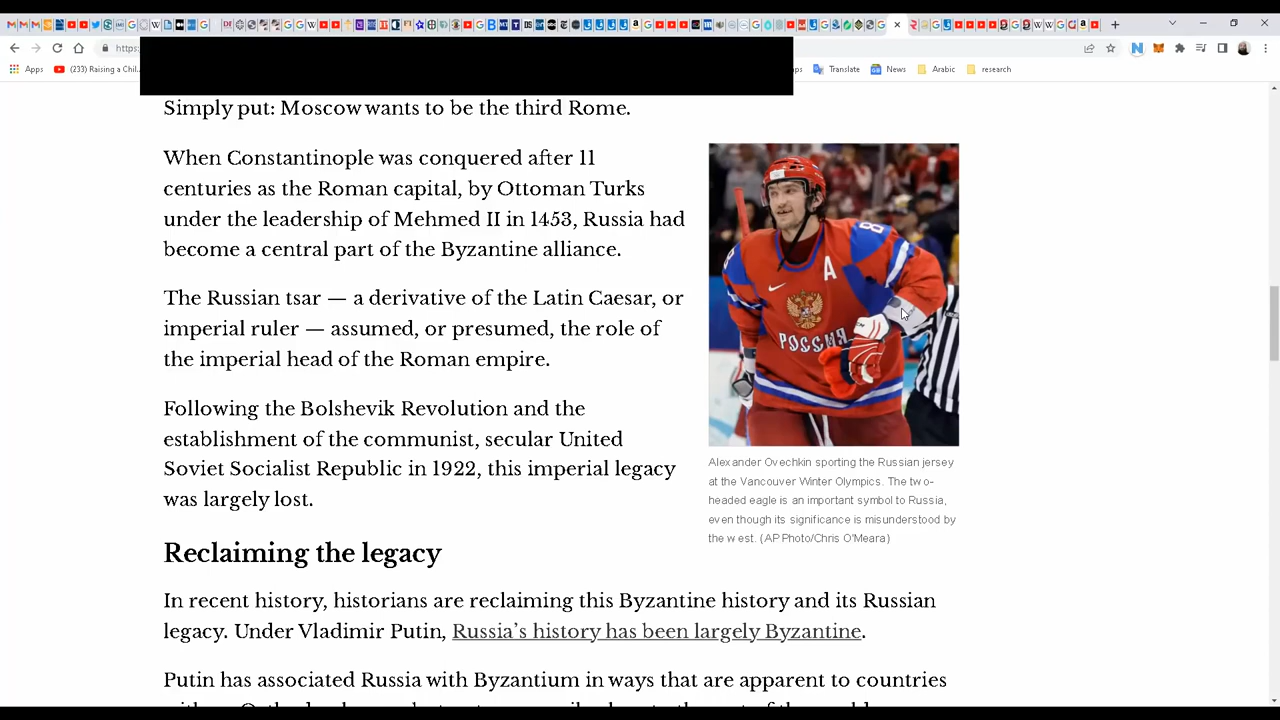 https:
Apps
(233) Raising a Chil...
aps
Translate
News
Arabic
research
Simply put: Moscow wants to be the third Rome.
When Constantinople was conquered after 11
centuries as the Roman capital, by Ottoman Turks
under the leadership of Mehmed II in 1453, Russia had
become a central part of the Byzantine alliance.
The Russian tsar — a derivative of the Latin Caesar, or
imperial ruler — assumed, or presumed, the role of
the imperial head of the Roman empire.
Following the Bolshevik Revolution and the
establishment of the communist, secular United
Soviet Socialist Republic in 1922, this imperial legacy
was largely lost.
8
8
A
РОССИЯ
Alexander Ovechkin sporting the Russian jersey
at the Vancouver Winter Olympics. The two-
headed eagle is an important symbol to Russia,
even though its significance is misunderstood by
the west. (AP Photo/Chris O'Meara)
Reclaiming the legacy
In recent history, historians are reclaiming this Byzantine history and its Russian
legacy. Under Vladimir Putin, Russia's history has been largely Byzantine.
Putin has associated Russia with Byzantium in ways that are apparent to countries